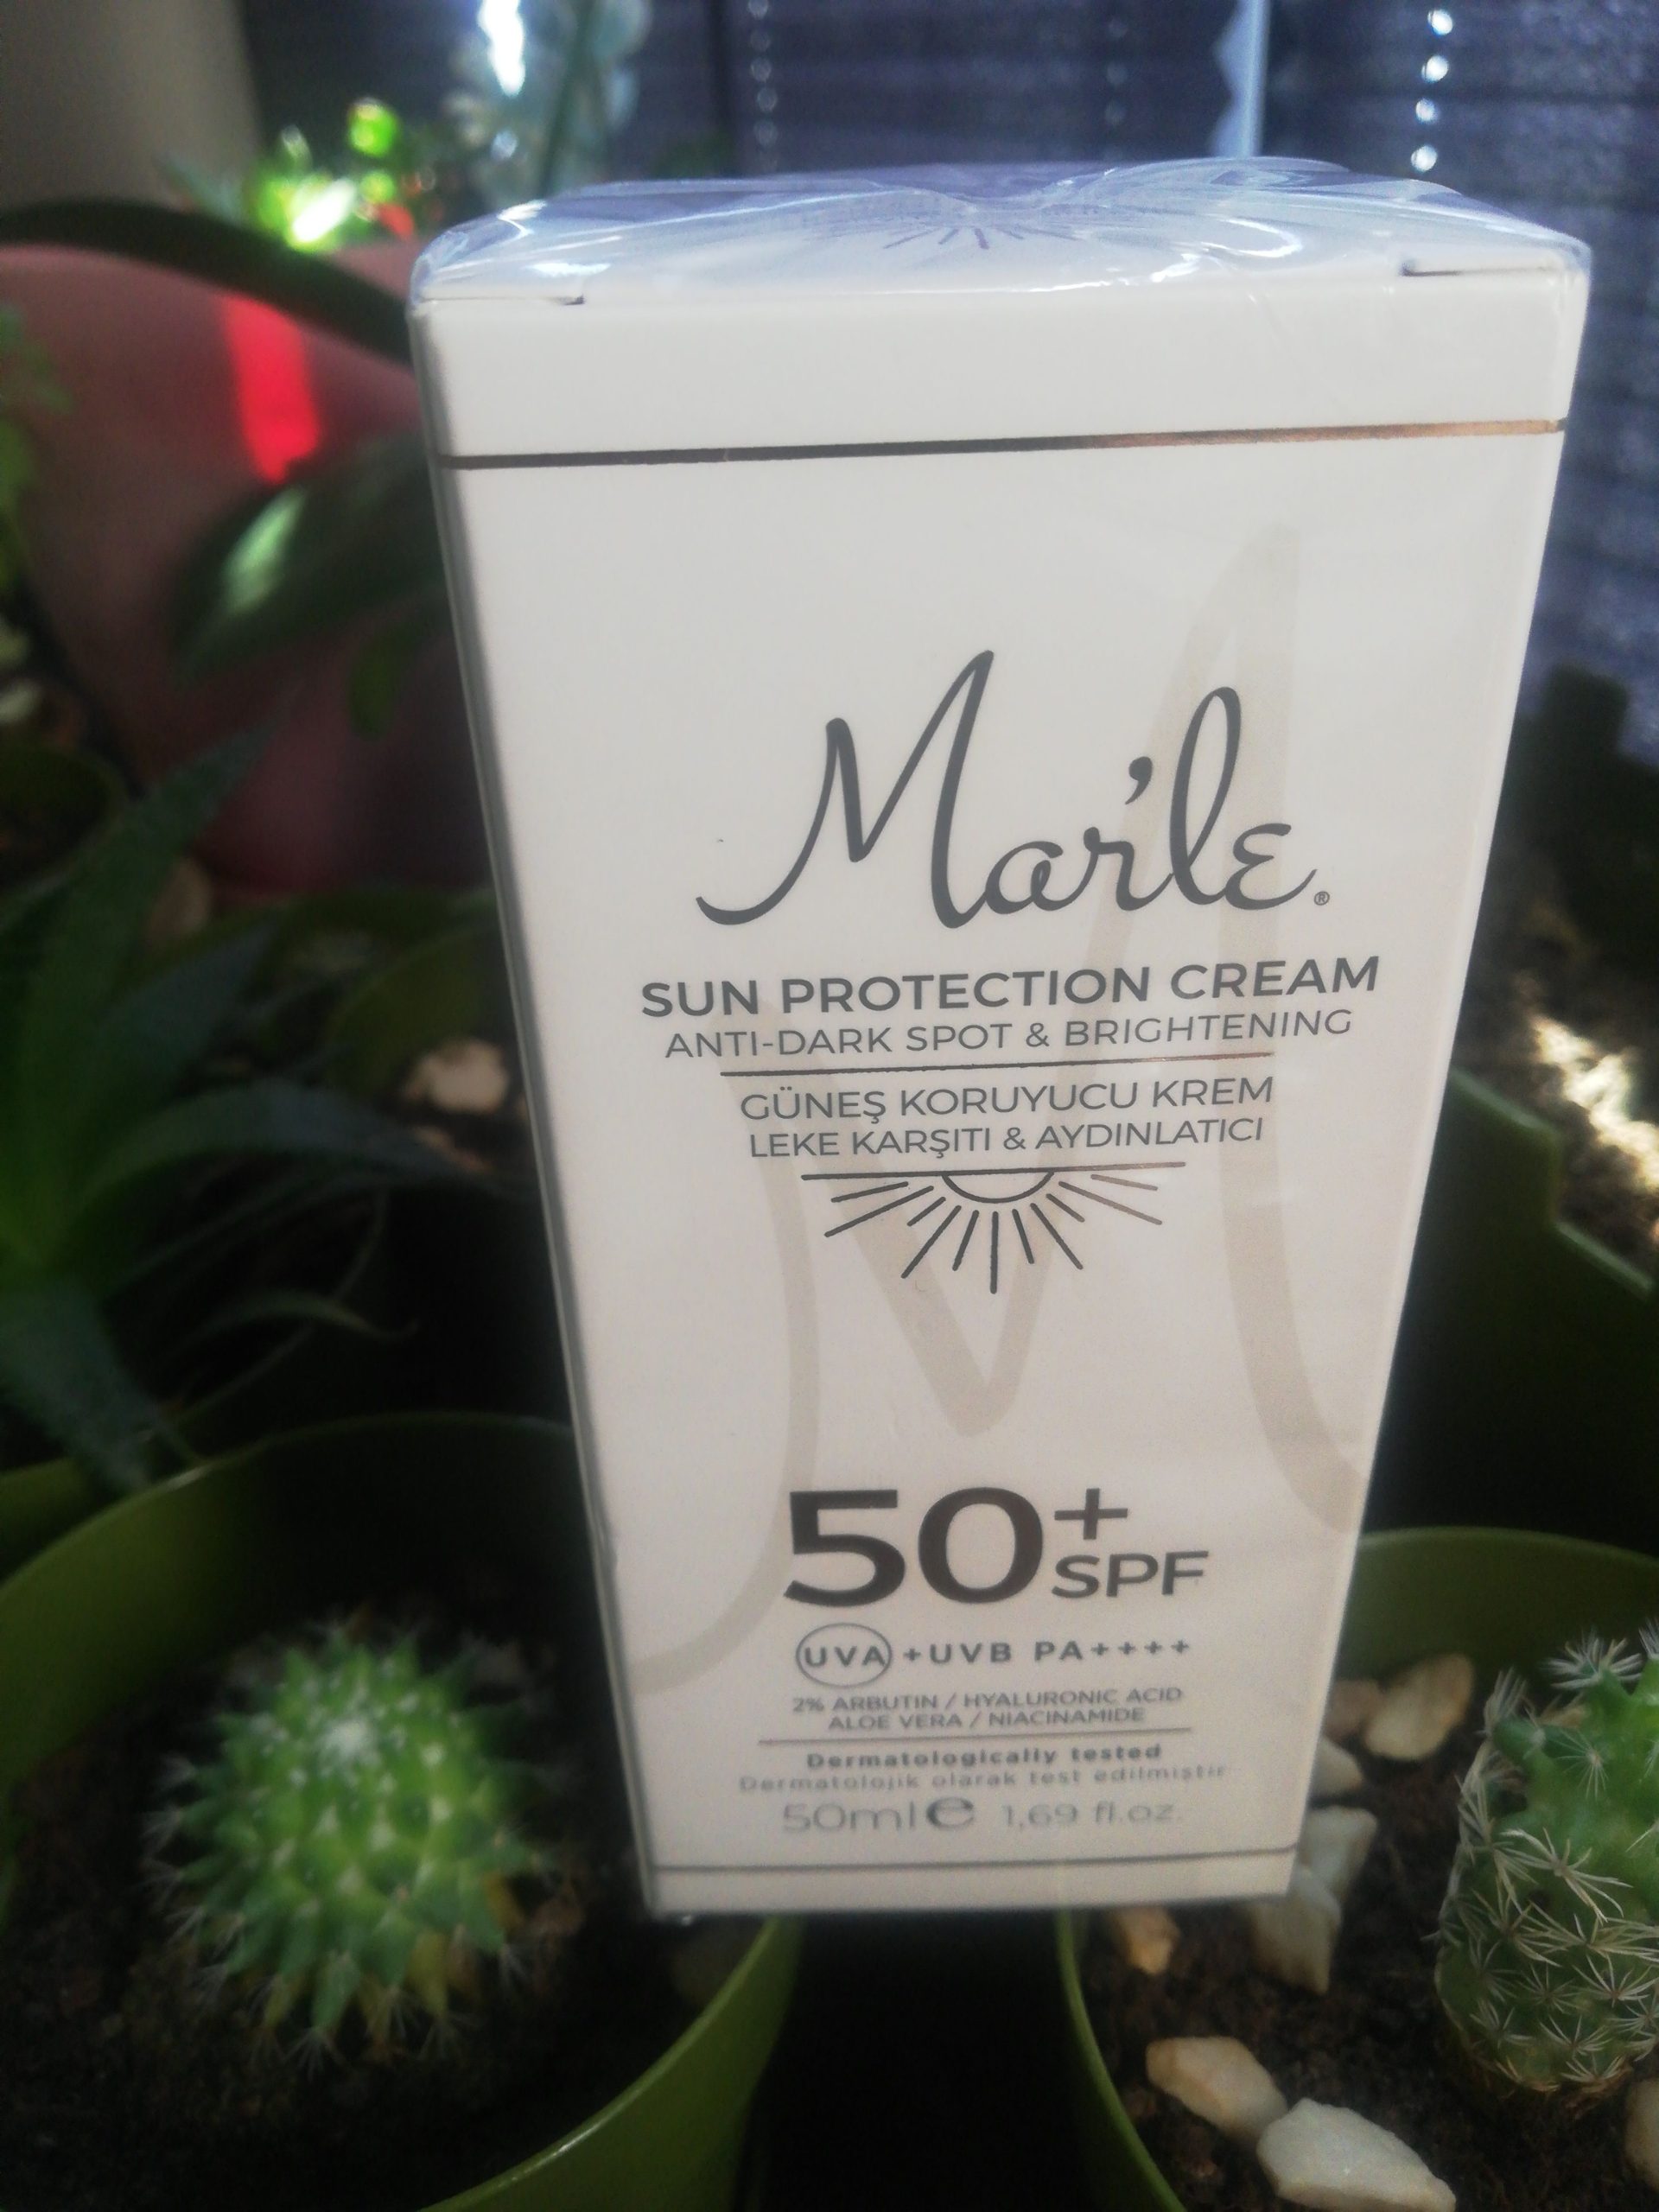 Mar'le®
SUN PROTECTION CREAM
ANTI-DARK SPOT & BRIGHTENING
GÜNEŞ KORUYUCU KREM
LEKE KARŞITI & AYDINLATICI
50+
SPF
UVA +UVB PA++++
2% ARBUTIN / HYALURONIC ACID
ALOE VERA / NIACINAMIDE
Dermatologically tested
Dermatolojik olarak test edilmiştir
50ml e 1,69 fl.oz.